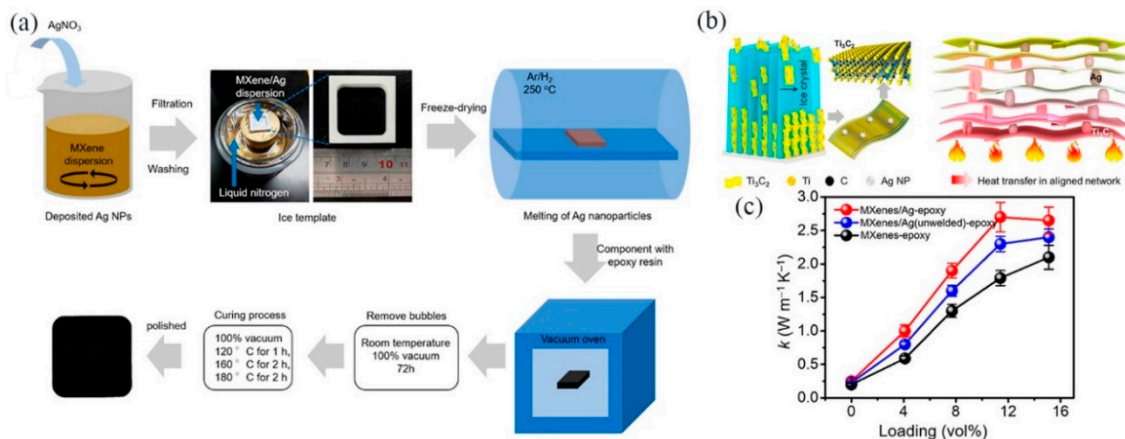 (a)
AgNO₃
MXene
dispersion
Deposited Ag NPs
Filtration
Washing
MXene/Ag
dispersion
Liquid nitrogen
Ice template
Freeze-drying
Ar/H₂
250 °C
Melting of Ag nanoparticles
Component with
epoxy resin
Vacuum oven
Remove bubbles
Room temperature
100% vacuum
72h
Curing process
100% vacuum
120° C for 1 h,
160° C for 2 h,
180° C for 2 h
polished
(b)
Ice crystal
Ti₃C₂
Ag
Ti₃C₂
Ti₃C₂
Ti
C
Ag NP
Heat transfer in aligned network
(c)
MXenes/Ag-epoxy
MXenes/Ag(unwelded)-epoxy
MXenes-epoxy
k (W m⁻¹ K⁻¹)
3.0
2.5
2.0
1.5
1.0
0.5
0.0
0 4 8 12 16
Loading (vol%)